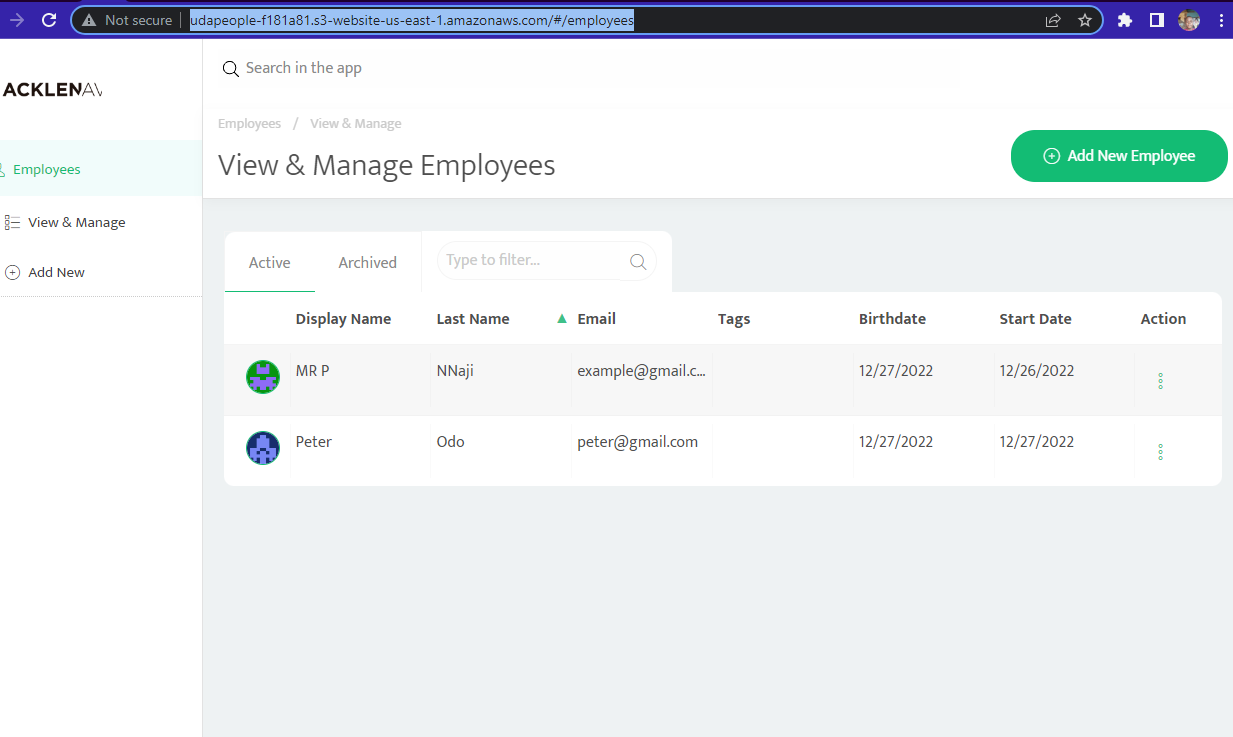 Not secure udapeople-f181a81.s3-website-us-east-1.amazonaws.com/#/employees
ACKLENAV
Search in the app
Employees / View & Manage
View & Manage Employees
Add New Employee
Employees
View & Manage
Add New
Active Archived Type to filter...
Display Name Last Name Email Tags Birthdate Start Date Action
MR P NNaji example@gmail.c... 12/27/2022 12/26/2022
Peter Odo peter@gmail.com 12/27/2022 12/27/2022